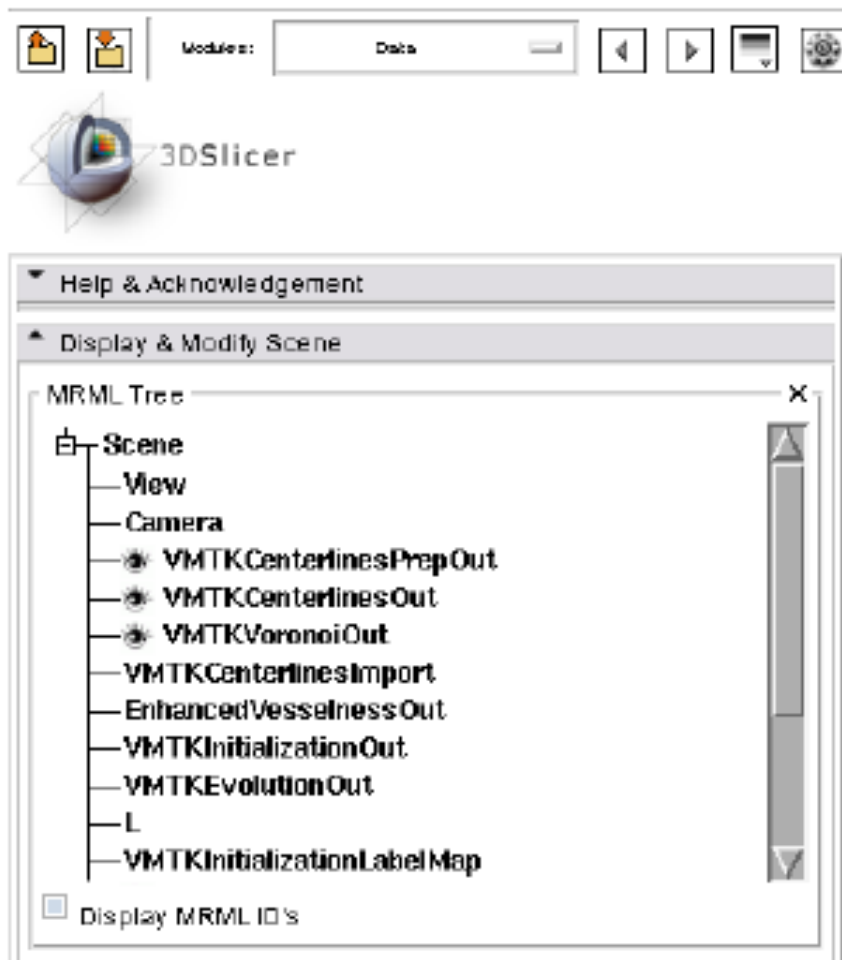 Modules: Data
3DSlicer
Help & Acknowledgement
Display & Modify Scene
MRML Tree
Scene
View
Camera
VMTKCenterlinesPrepOut
VMTKCenterlinesOut
VMTKVoronoiOut
VMTKCenterlinesImport
EnhancedVesselnessOut
VMTKInitializationOut
VMTKEvolutionOut
L
VMTKInitializationLabelMap
Display MRML ID's